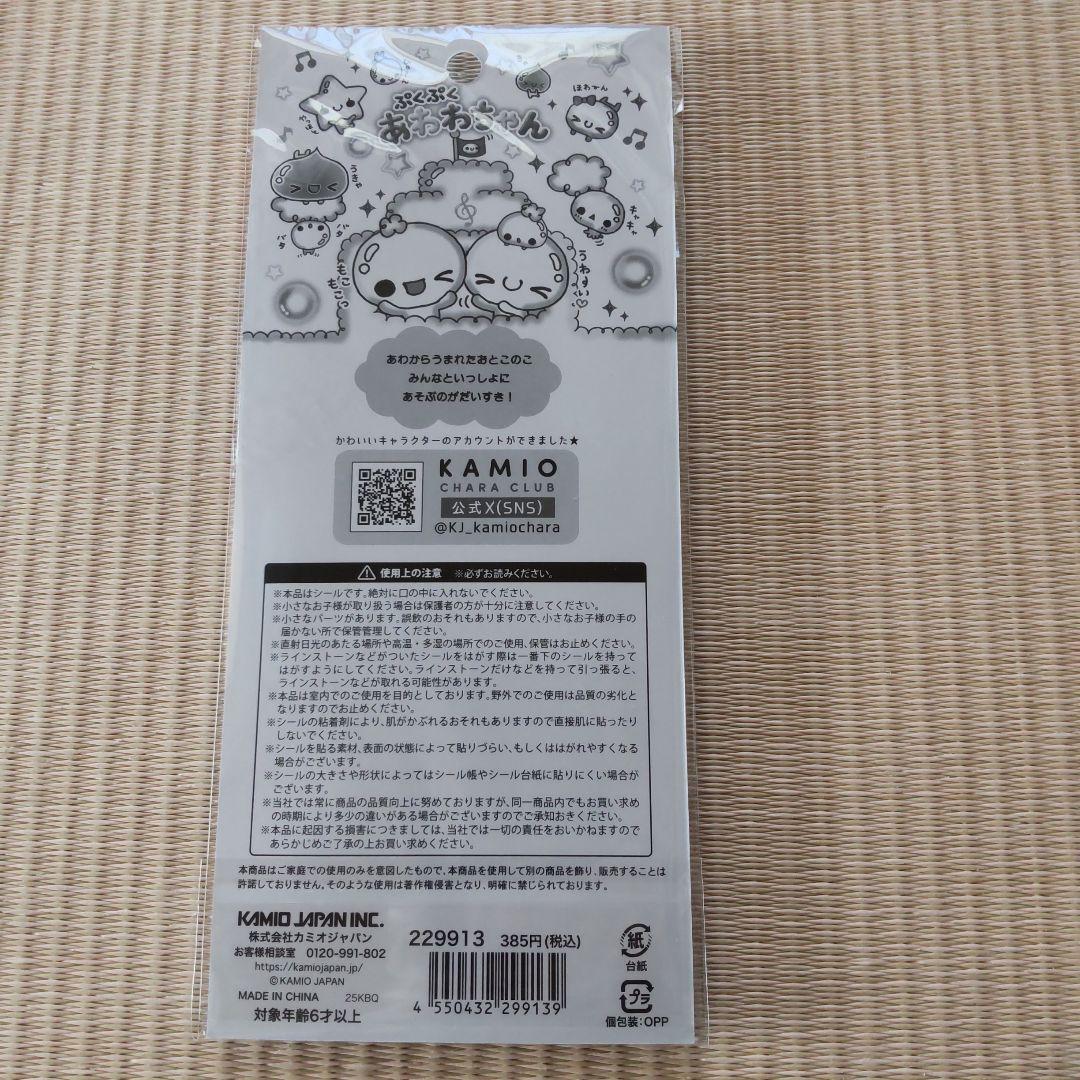 ぷくぷく
あわわちゃん
ほわーん
うきゃ
パタ
パタ
キャッ
キャッ
もこ
もこっ
うわぁすご〜い♡
あわからうまれたおとこのこ
みんなといっしょに
あそぶのがだいすき！
かわいいキャラクターのアカウントができました★
KAMIO
CHARA CLUB
公式X(SNS)
@KJ_kamiochara
使用上の注意 ※必ずお読みください。
※本品はシールです。絶対に口の中に入れないでください。
※小さなお子様が取り扱う場合は保護者の方が十分に注意してください。
※小さなパーツがあります。誤飲のおそれもありますので、小さなお子様の手の
届かない所で保管管理してください。
※直射日光のあたる場所や高温・多湿の場所でのご使用、保管はお止めください。
※ラインストーンなどがついたシールをはがす際は一番下のシールを持って
はがすようにしてください。ラインストーンだけなどを持って引っ張ると、
ラインストーンなどが取れる可能性があります。
※本品は室内でのご使用を目的としております。野外でのご使用は品質の劣化と
なりますのでお止めください。
※シールの粘着剤により、肌がかぶれるおそれもありますので直接肌に貼ったり
しないでください。
※シールを貼る素材、表面の状態によって貼りづらい、もしくははがれやすくなる
場合がございます。
※シールの大きさや形状によってはシール帳やシール台紙に貼りにくい場合が
ございます。
※当社では常に商品の品質向上に努めておりますが、同一商品内でもお買い求め
の時期により多少の違いがある場合がございますのでご承知おきください。
※本品に起因する損害につきましては、当社では一切の責任をおいかねますので
あらかじめご了承の上お買い求めください。
本商品はご家庭での使用のみを意図したもので、本商品を使用して別の商品を飾り、販売することは
許諾しておりません。そのような使用は著作権侵害となり、明確に禁じられております。
KAMIO JAPAN INC.
株式会社カミオジャパン
お客様相談室 0120-991-802
https://kamiojapan.jp/
©KAMIO JAPAN
MADE IN CHINA 25KBQ
対象年齢6才以上
229913 385円(税込)
4 550432 299139
紙
台紙
プラ
個包装:OPP